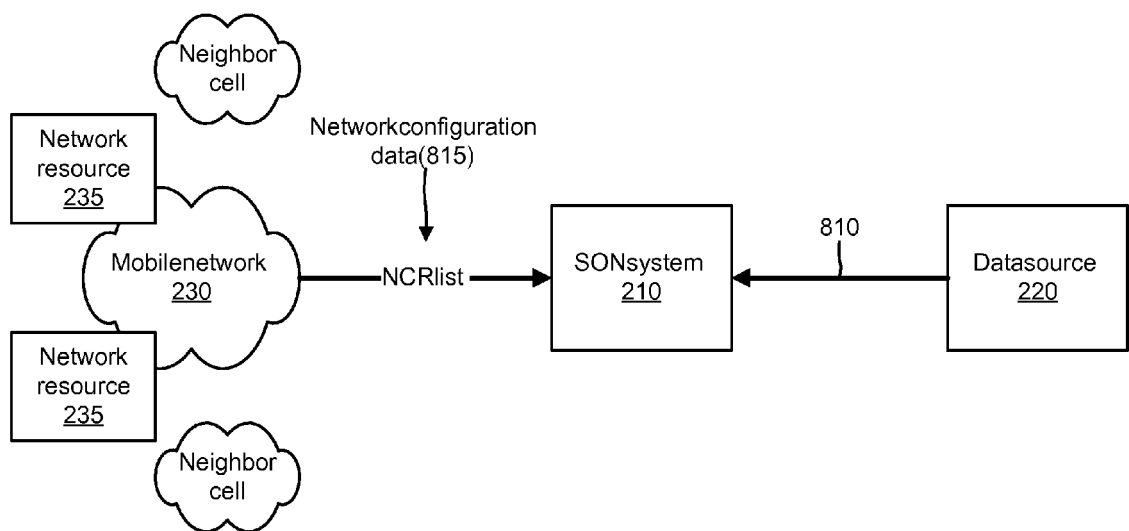 Neighbor
cell
Network
resource
235
Networkconfiguration
data(815)
Mobilenetwork
230
NCRlist
SONsystem
210
810
Datasource
220
Network
resource
235
Neighbor
cell